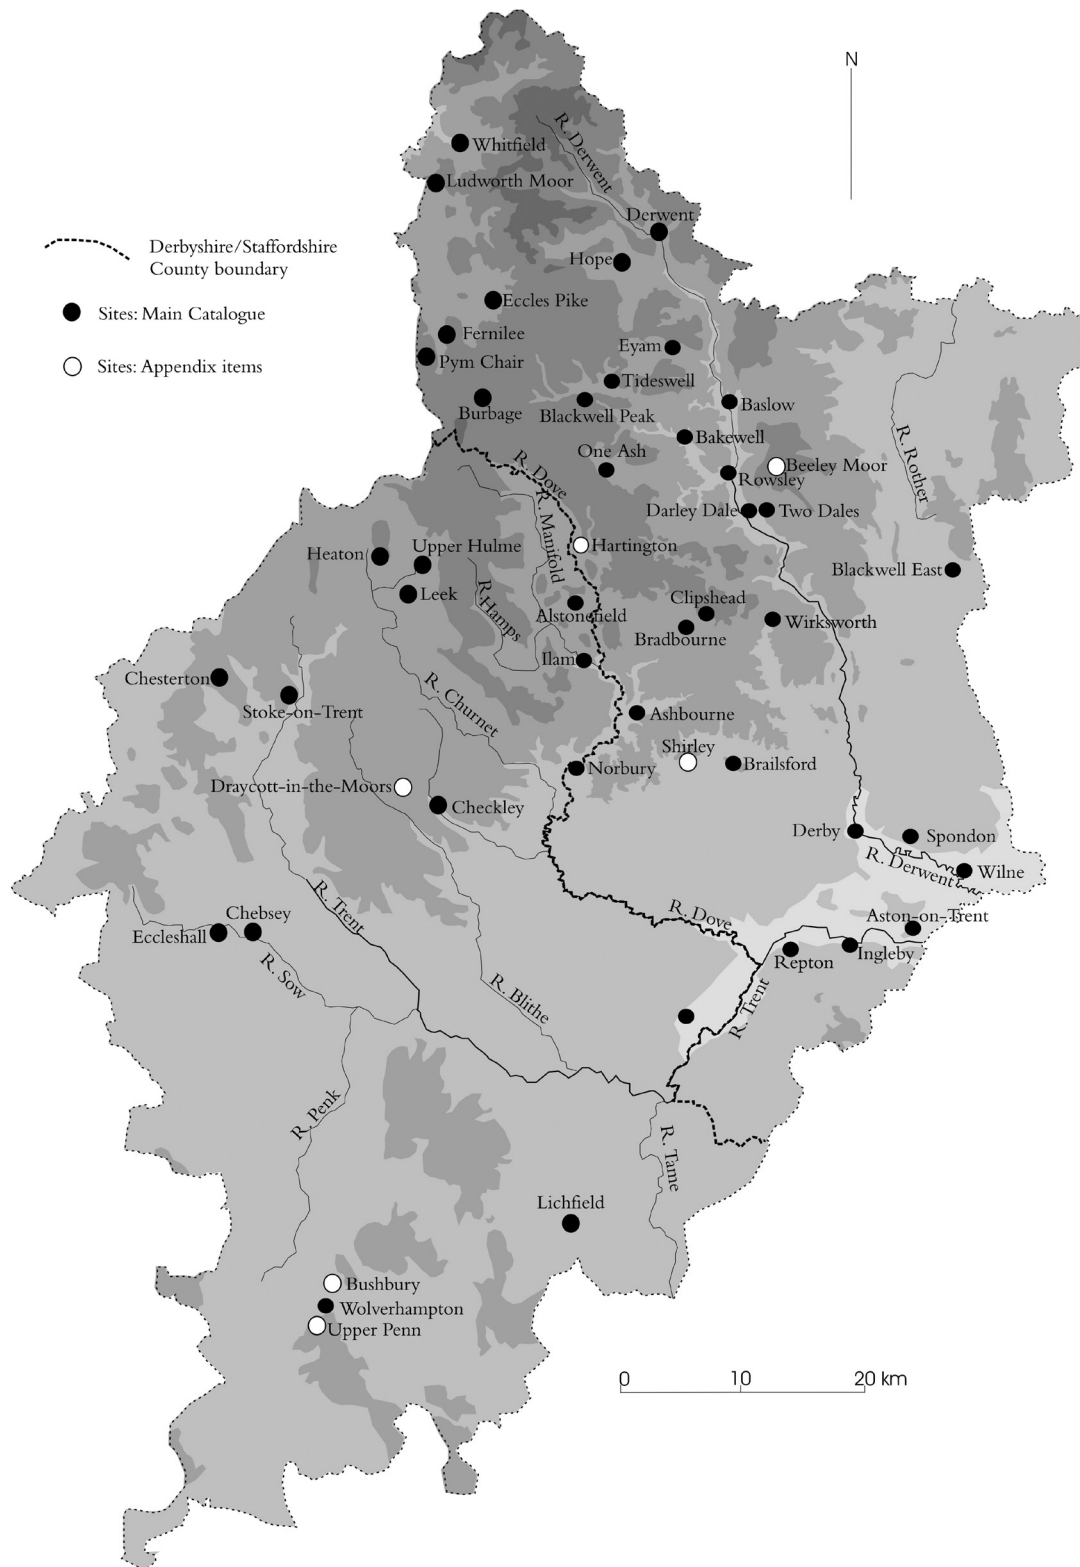 N
R. Derwent
Whitfield
Ludworth Moor
Derwent
Derbyshire/Staffordshire
County boundary
Hope
Sites: Main Catalogue
Eccles Pike
Fernilee
Eyam
Sites: Appendix items
Pym Chair
Tideswell
Burbage
Blackwell Peak
Baslow
R. Rother
Bakewell
One Ash
R. Dove
Beeley Moor
Rowsley
R. Manifold
Darley Dale
Two Dales
Heaton
Upper Hulme
Hartington
Blackwell East
Leek
R. Hamps
Alstonefield
Clipshead
Bradbourne
Wirksworth
Ilam
Chesterton
R. Churnet
Stoke-on-Trent
Ashbourne
Shirley
Norbury
Brailsford
Draycott-in-the-Moors
Checkley
Derby
Spondon
R. Derwent
Wilne
R. Trent
Chebsey
Eccleshall
R. Dove
Aston-on-Trent
Ingleby
Repton
R. Sow
R. Blithe
R. Trent
R. Penk
R. Tame
Lichfield
Bushbury
Wolverhampton
Upper Penn
0 10 20 km